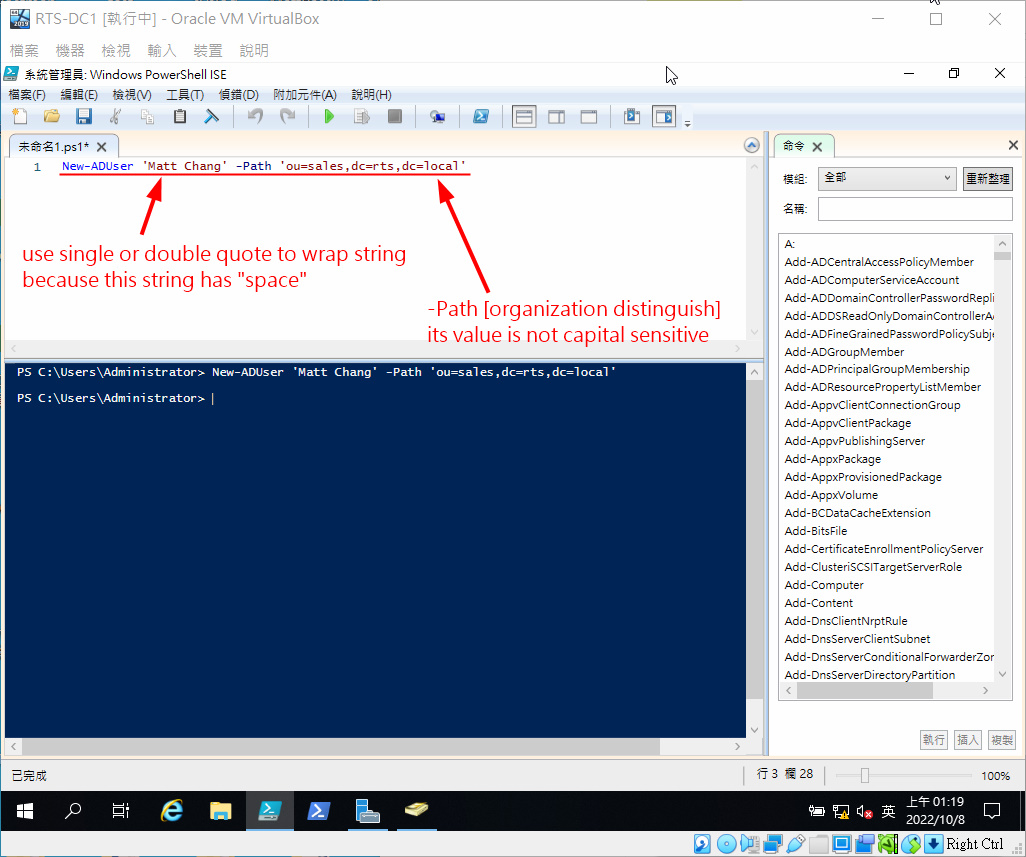 RTS-DC1 [執行中] - Oracle VM VirtualBox
檔案 機器 檢視 輸入 裝置 說明
系統管理員: Windows PowerShell ISE
檔案(F) 編輯(E) 檢視(V) 工具(T) 偵錯(D) 附加元件(A) 說明(H)
未命名1.ps1*
1 New-ADUser 'Matt Chang' -Path 'ou=sales,dc=rts,dc=local'
use single or double quote to wrap string
because this string has "space"
-Path [organization distinguish]
its value is not capital sensitive
PS C:\Users\Administrator> New-ADUser 'Matt Chang' -Path 'ou=sales,dc=rts,dc=local'
PS C:\Users\Administrator>
命令
模組: 全部 重新整理
名稱:
A:
Add-ADCentralAccessPolicyMember
Add-ADComputerServiceAccount
Add-ADDomainControllerPasswordRepli
Add-ADDSReadOnlyDomainControllerAc
Add-ADFineGrainedPasswordPolicySubje
Add-ADGroupMember
Add-ADPrincipalGroupMembership
Add-ADResourcePropertyListMember
Add-AppvClientConnectionGroup
Add-AppvClientPackage
Add-AppvPublishingServer
Add-AppxPackage
Add-AppxProvisionedPackage
Add-AppxVolume
Add-BCDataCacheExtension
Add-BitsFile
Add-CertificateEnrollmentPolicyServer
Add-ClusteriSCSITargetServerRole
Add-Computer
Add-Content
Add-DnsClientNrptRule
Add-DnsServerClientSubnet
Add-DnsServerConditionalForwarderZor
Add-DnsServerDirectoryPartition
執行 插入 複製
已完成
行 3 欄 28
100%
英
上午 01:19
2022/10/8
Right Ctrl